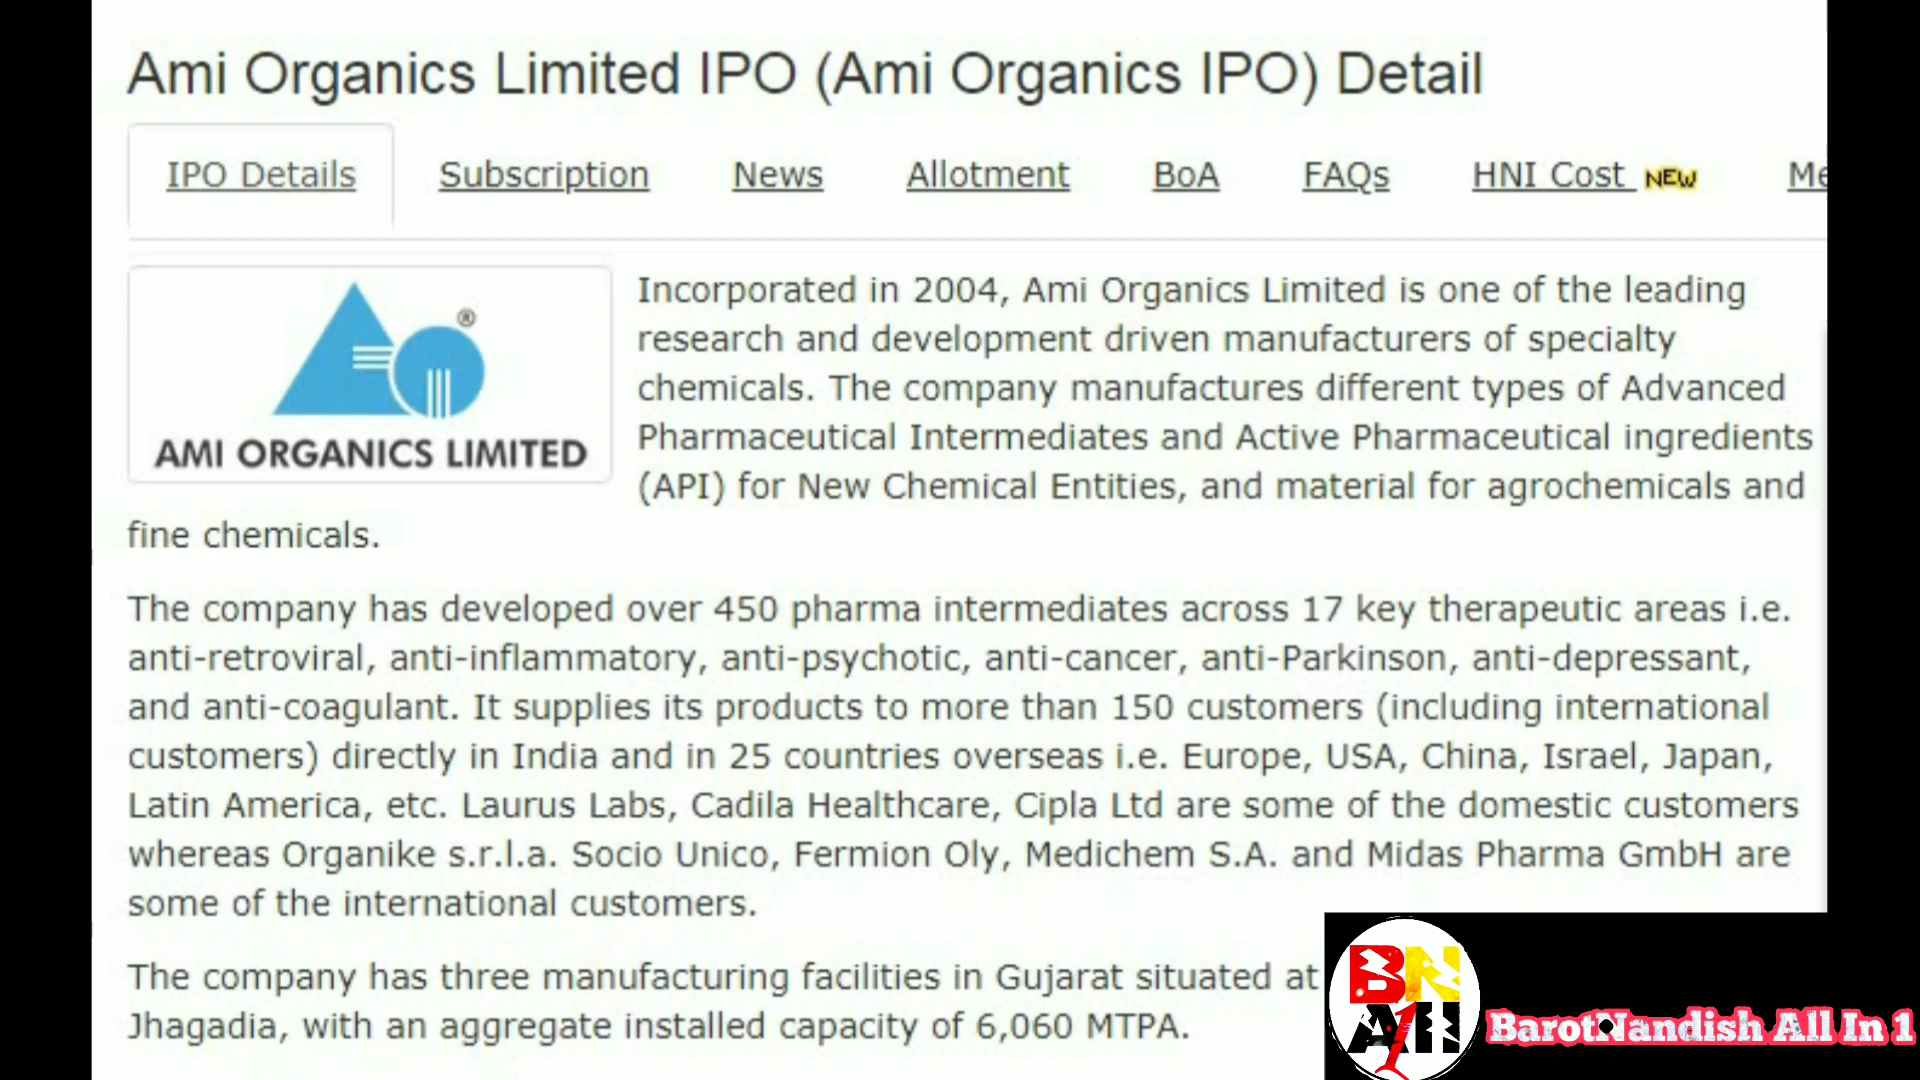 Ami Organics Limited IPO (Ami Organics IPO) Detail
IPO Details Subscription News Allotment BoA FAQs HNI Cost NEW
®
AMI ORGANICS LIMITED
Incorporated in 2004, Ami Organics Limited is one of the leading
research and development driven manufacturers of specialty
chemicals. The company manufactures different types of Advanced
Pharmaceutical Intermediates and Active Pharmaceutical ingredients
(API) for New Chemical Entities, and material for agrochemicals and
fine chemicals.
The company has developed over 450 pharma intermediates across 17 key therapeutic areas i.e.
anti-retroviral, anti-inflammatory, anti-psychotic, anti-cancer, anti-Parkinson, anti-depressant,
and anti-coagulant. It supplies its products to more than 150 customers (including international
customers) directly in India and in 25 countries overseas i.e. Europe, USA, China, Israel, Japan,
Latin America, etc. Laurus Labs, Cadila Healthcare, Cipla Ltd are some of the domestic customers
whereas Organike s.r.l.a. Socio Unico, Fermion Oly, Medichem S.A. and Midas Pharma GmbH are
some of the international customers.
The company has three manufacturing facilities in Gujarat situated at
Jhagadia, with an aggregate installed capacity of 6,060 MTPA.
BN
All
1
BarotNandish All In 1